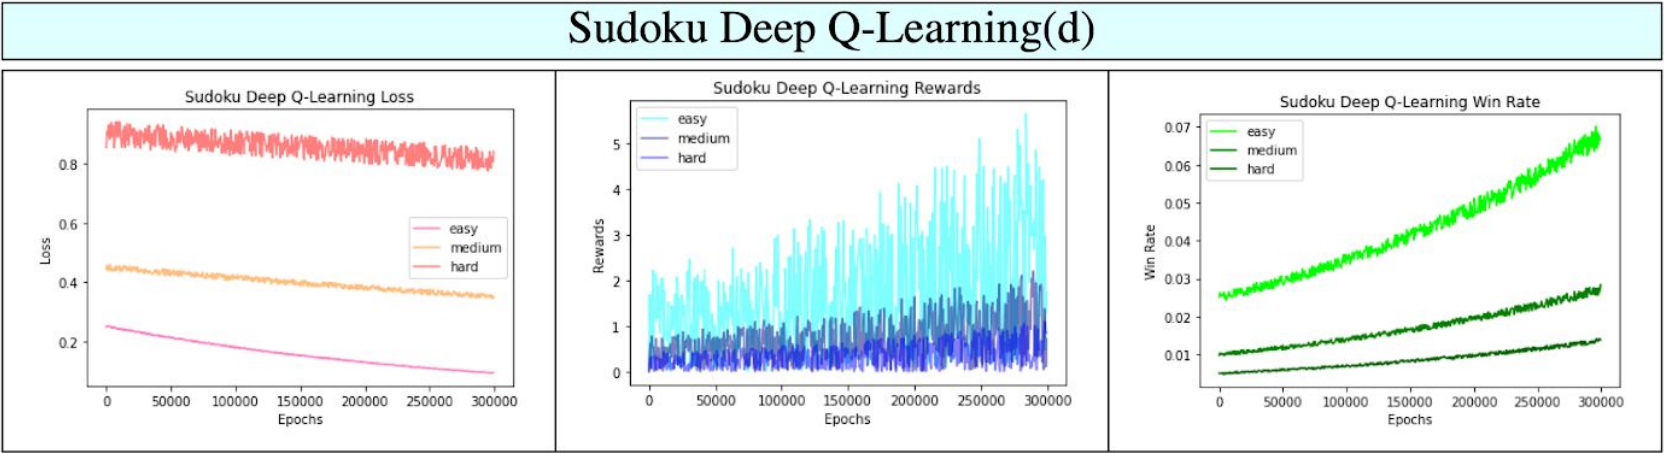 Sudoku Deep Q-Learning(d)
Sudoku Deep Q-Learning Loss
0.8
0.6
0.4
0.2
Loss
easy
medium
hard
0 50000 100000 150000 200000 250000 300000
Epochs
Sudoku Deep Q-Learning Rewards
easy
medium
hard
5
4
3
2
1
0
Rewards
0 50000 100000 150000 200000 250000 300000
Epochs
Sudoku Deep Q-Learning Win Rate
easy
medium
hard
0.07
0.06
0.05
0.04
0.03
0.02
0.01
Win Rate
0 50000 100000 150000 200000 250000 300000
Epochs